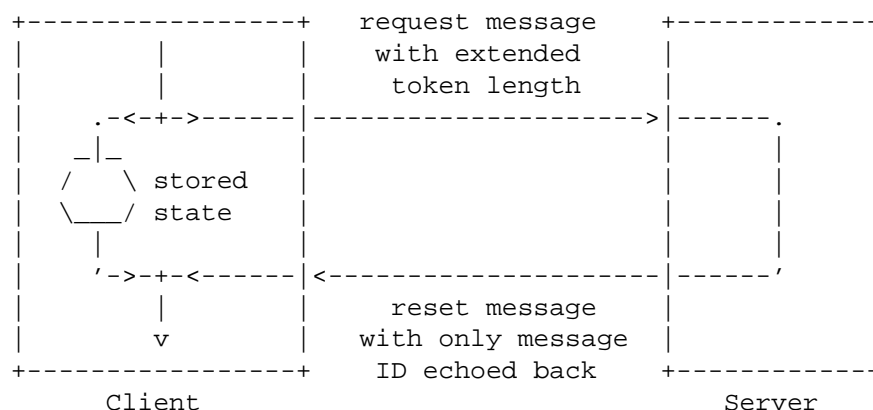 request message
with extended
token length
stored
state
reset message
v with only message
ID echoed back
Client Server